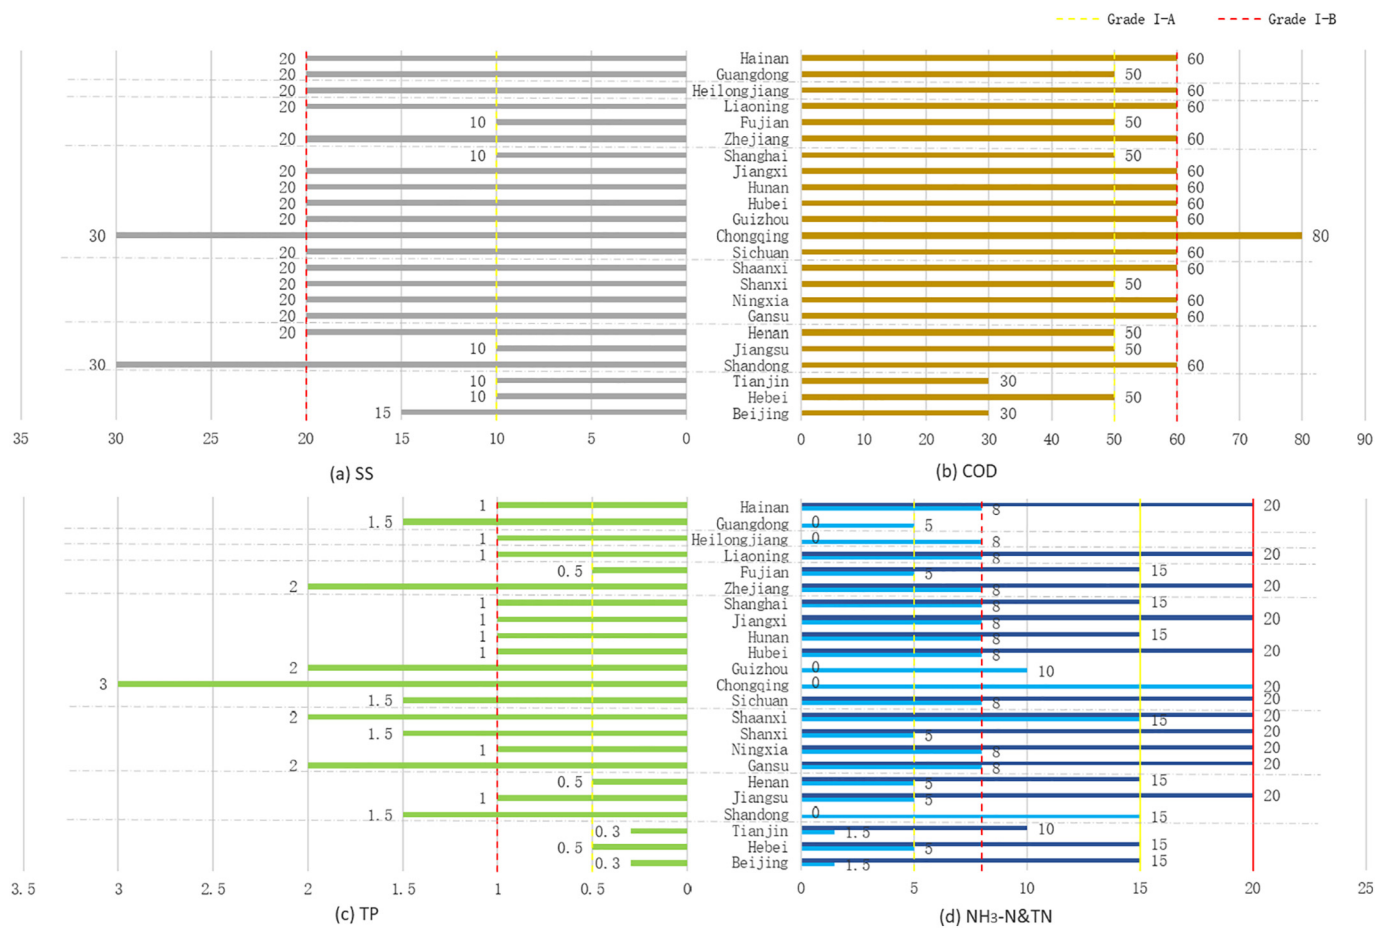 Grade I-A Grade I-B
20 Hainan 60
20 Guangdong 50
20 Heilongjiang 60
20 Liaoning 60
10 Fujian 50
20 Zhejiang 60
10 Shanghai 50
20 Jiangxi 60
20 Hunan 60
20 Hubei 60
20 Guizhou 60
30 Chongqing 80
20 Sichuan 60
20 Shaanxi 60
20 Shanxi 50
20 Ningxia 60
20 Gansu 60
20 Henan 50
10 Jiangsu 50
30 Shandong 60
10 Tianjin 30
10 Hebei 50
15 Beijing 30
35 30 25 20 15 10 5 0 0 10 20 30 40 50 60 70 80 90
(a) SS (b) COD
1 Hainan 8 20
1.5 Guangdong 0 5
1 Heilongjiang 0 8
1 Liaoning 8 20
0.5 Fujian 5 15
2 Zhejiang 8 20
1 Shanghai 8 15
1 Jiangxi 8 20
1 Hunan 8 15
1 Hubei 8 20
2 Guizhou 0 10
3 Chongqing 0 20
1.5 Sichuan 8 20
2 Shaanxi 15 20
1.5 Shanxi 5 20
1 Ningxia 8 20
2 Gansu 8 20
0.5 Henan 5 15
1 Jiangsu 5 20
1.5 Shandong 0 15
0.3 Tianjin 1.5 10
0.5 Hebei 5 15
0.3 Beijing 1.5 15
3.5 3 2.5 2 1.5 1 0.5 0 0 5 10 15 20 25
(c) TP (d) NH3-N&TN